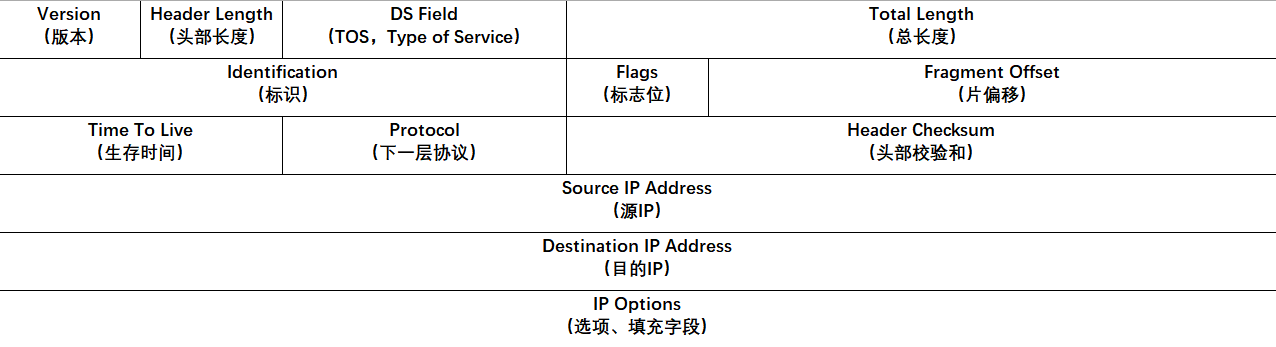 Version
（版本）
Header Length
（头部长度）
DS Field
（TOS，Type of Service）
Total Length
（总长度）
Identification
（标识）
Flags
（标志位）
Fragment Offset
（片偏移）
Time To Live
（生存时间）
Protocol
（下一层协议）
Header Checksum
（头部校验和）
Source IP Address
（源IP）
Destination IP Address
（目的IP）
IP Options
（选项、填充字段）